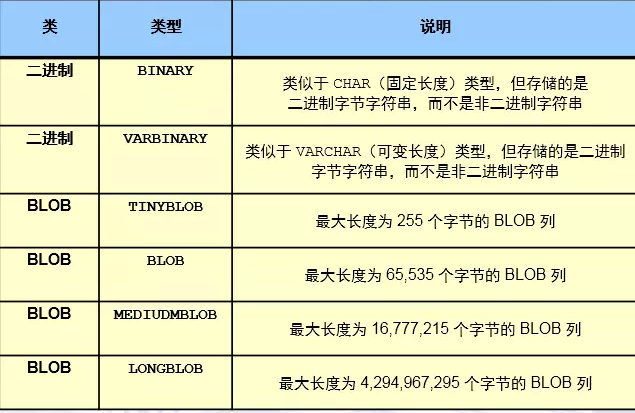 类 类型 说明
二进制 BINARY 类似于 CHAR（固定长度）类型，但存储的是
二进制字节字符串，而不是非二进制字符串
二进制 VARBINARY 类似于 VARCHAR（可变长度）类型，但存储的是二进制
字节字符串，而不是非二进制字符串
BLOB TINYBLOB 最大长度为 255 个字节的 BLOB 列
BLOB BLOB 最大长度为 65,535 个字节的 BLOB 列
BLOB MEDIUDMBLOB 最大长度为 16,777,215 个字节的 BLOB 列
BLOB LONGBLOB 最大长度为 4,294,967,295 个字节的 BLOB 列